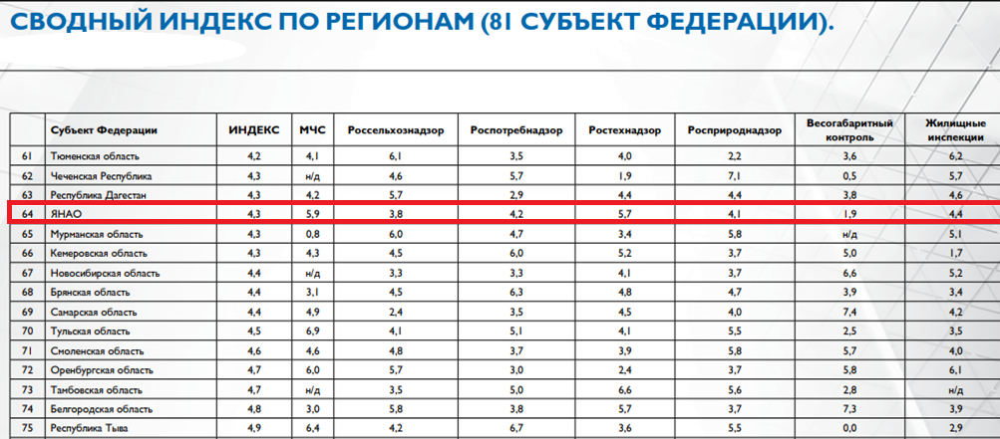 СВОДНЫЙ ИНДЕКС ПО РЕГИОНАМ (81 СУБЪЕКТ ФЕДЕРАЦИИ).
Субъект Федерации ИНДЕКС МЧС Россельхознадзор Роспотребнадзор Ростехнадзор Росприроднадзор Весогабаритный контроль Жилищные инспекции
61 Тюменская область 4,2 4,1 6,1 3,5 4,0 2,2 3,6 6,2
62 Чеченская Республика 4,3 н/д 4,6 5,7 1,9 7,1 0,5 5,7
63 Республика Дагестан 4,3 4,2 5,7 2,9 4,4 4,4 3,8 4,6
64 ЯНАО 4,3 5,9 3,8 4,2 5,7 4,1 1,9 4,4
65 Мурманская область 4,3 0,8 6,0 4,7 3,4 5,8 н/д 5,1
66 Кемеровская область 4,3 4,3 4,5 6,0 5,2 3,7 5,0 1,7
67 Новосибирская область 4,4 н/д 3,3 3,3 4,1 3,7 6,6 5,2
68 Брянская область 4,4 3,1 4,5 6,3 4,8 4,7 3,9 3,4
69 Самарская область 4,4 4,9 2,4 3,5 4,5 4,0 7,4 4,2
70 Тульская область 4,5 6,9 4,1 5,1 4,1 5,5 2,5 3,5
71 Смоленская область 4,6 4,6 4,8 3,7 3,9 5,8 5,7 4,0
72 Оренбургская область 4,7 6,0 5,7 3,0 2,4 3,7 5,8 6,1
73 Тамбовская область 4,7 н/д 3,5 5,0 6,6 5,6 2,8 н/д
74 Белгородская область 4,8 3,0 5,8 3,8 5,7 3,7 7,3 3,9
75 Республика Тыва 4,9 6,4 4,2 6,7 3,6 5,5 0,0 2,9